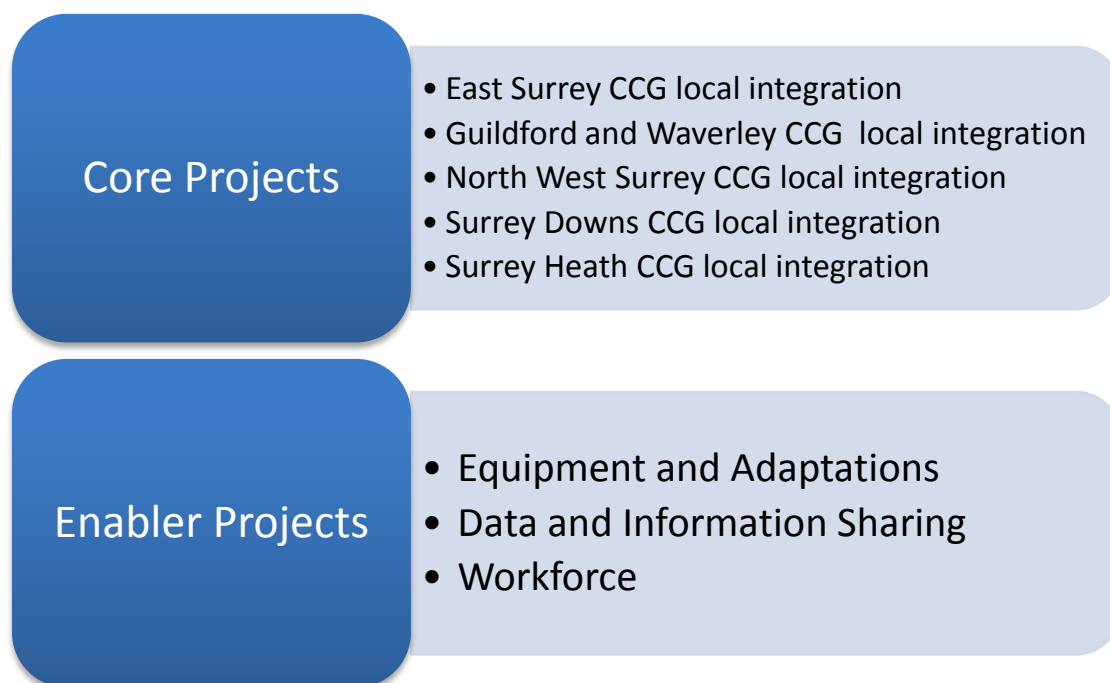 Core Projects
• East Surrey CCG local integration
• Guildford and Waverley CCG  local integration
• North West Surrey CCG local integration
• Surrey Downs CCG local integration
• Surrey Heath CCG local integration
Enabler Projects
• Equipment and Adaptations
• Data and Information Sharing
• Workforce